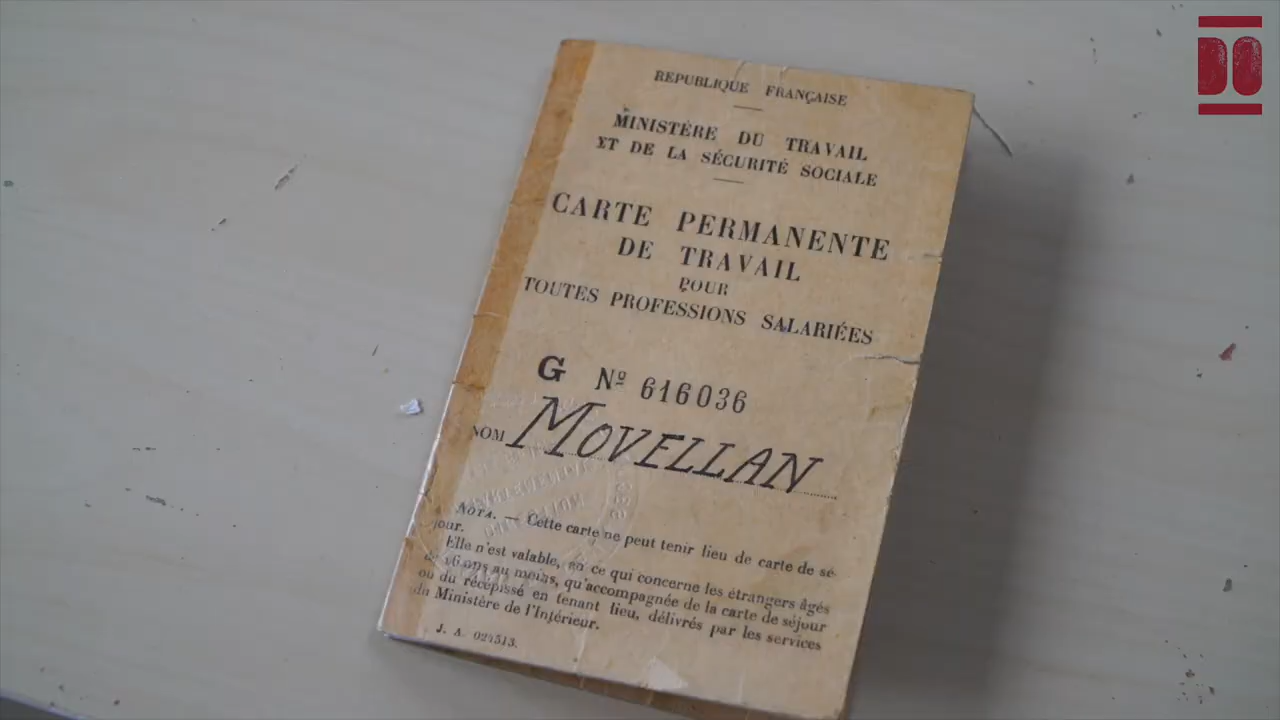 DO
REPUBLIQUE FRANÇAISE
MINISTÈRE DU TRAVAIL
ET DE LA SÉCURITÉ SOCIALE
CARTE PERMANENTE
DE TRAVAIL
POUR
TOUTES PROFESSIONS SALARIÉES
G Nº 616036
NOM MOVELLAN
NOTA. — Cette carte ne peut tenir lieu de carte de sé-
jour.
Elle n'est valable, en ce qui concerne les étrangers âgés
de 16 ans au moins, qu'accompagnée de la carte de séjour
ou du récépissé en tenant lieu, délivrés par les services
du Ministère de l'Intérieur.
J. A. 024513.